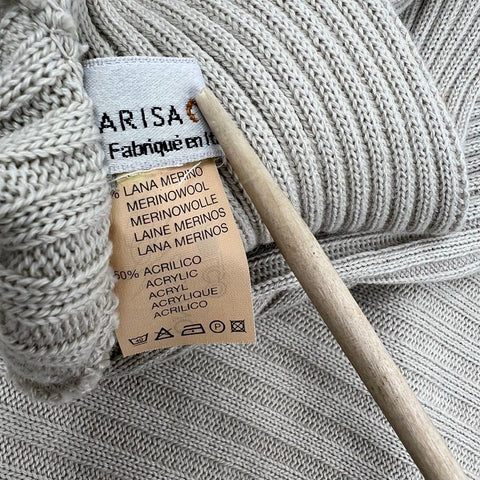 ARISA
Fabriqué en
% LANA MERINO
MERINOWOOL
MERINOWOLLE
LAINE MERINOS
LANA MERINOS
50% ACRILICO
ACRYLIC
ACRYL
ACRYLIQUE
ACRILICO